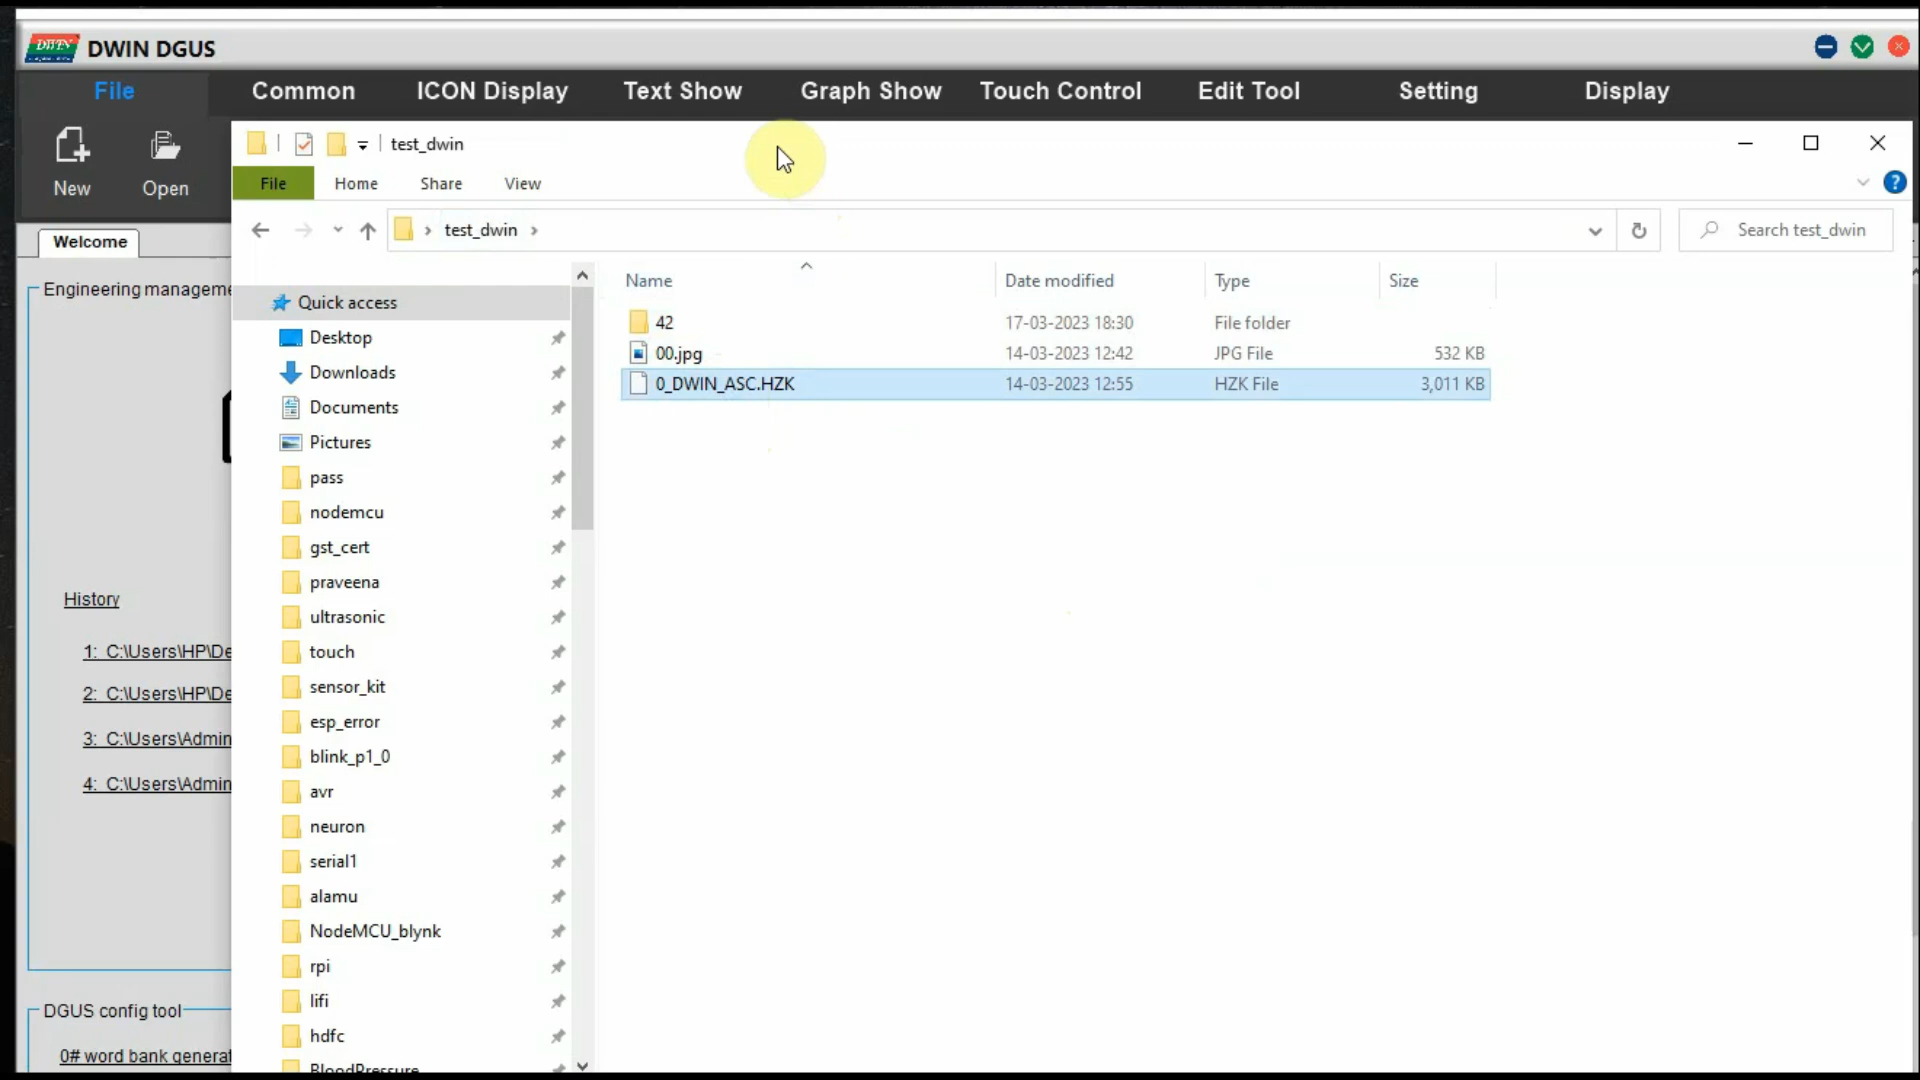 DWIN DWIN DGUS
File Common ICON Display Text Show Graph Show Touch Control Edit Tool Setting Display
New Open
test_dwin
File Home Share View
test_dwin
Search test_dwin
Welcome
Engineering manageme
Name Date modified Type Size
Quick access
42 17-03-2023 18:30 File folder
00.jpg 14-03-2023 12:42 JPG File 532 KB
0_DWIN_ASC.HZK 14-03-2023 12:55 HZK File 3,011 KB
Desktop
Downloads
Documents
Pictures
pass
nodemcu
gst_cert
praveena
ultrasonic
touch
sensor_kit
esp_error
blink_p1_0
avr
neuron
serial1
alamu
NodeMCU_blynk
rpi
lifi
hdfc
BloodPressure
History
1: C:\Users\HP\De
2: C:\Users\HP\De
3: C:\Users\Admin
4: C:\Users\Admin
DGUS config tool
0# word bank generat